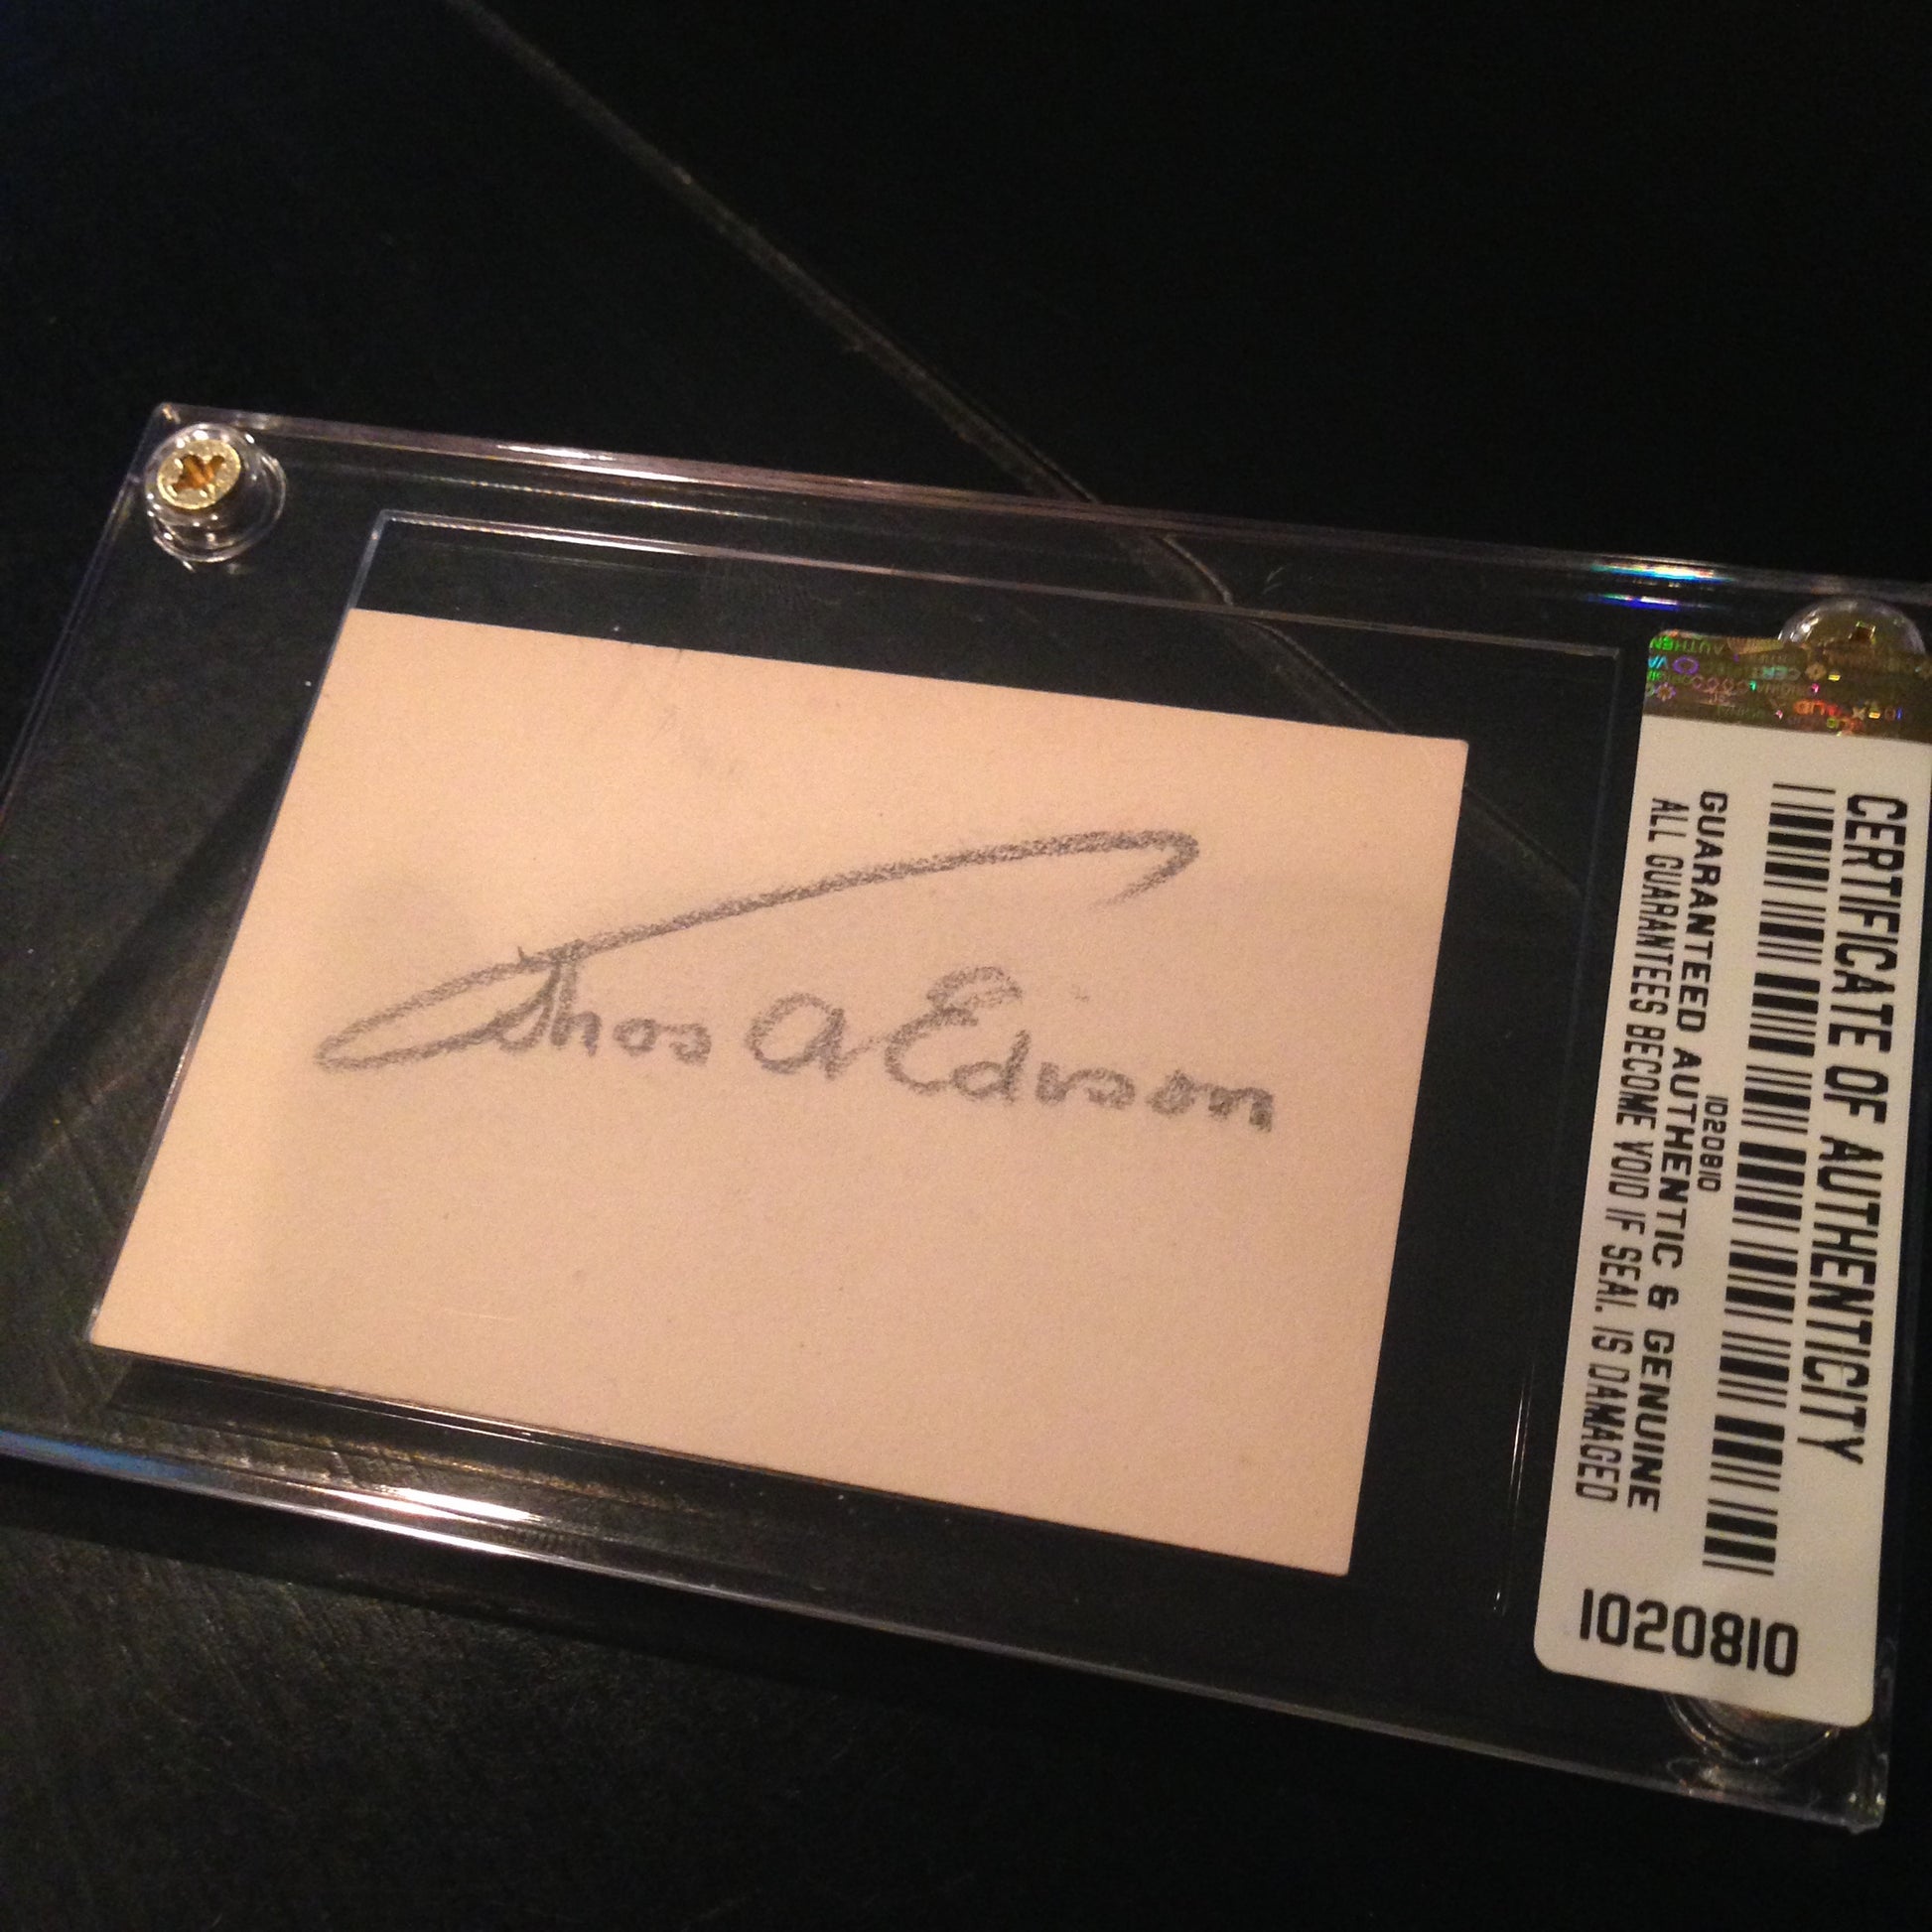 Thos A Edison
CERTIFICATE OF AUTHENTICITY
1020810
GUARANTEED AUTHENTIC & GENUINE
ALL GUARANTEES BECOME VOID IF SEAL IS DAMAGED
1020810